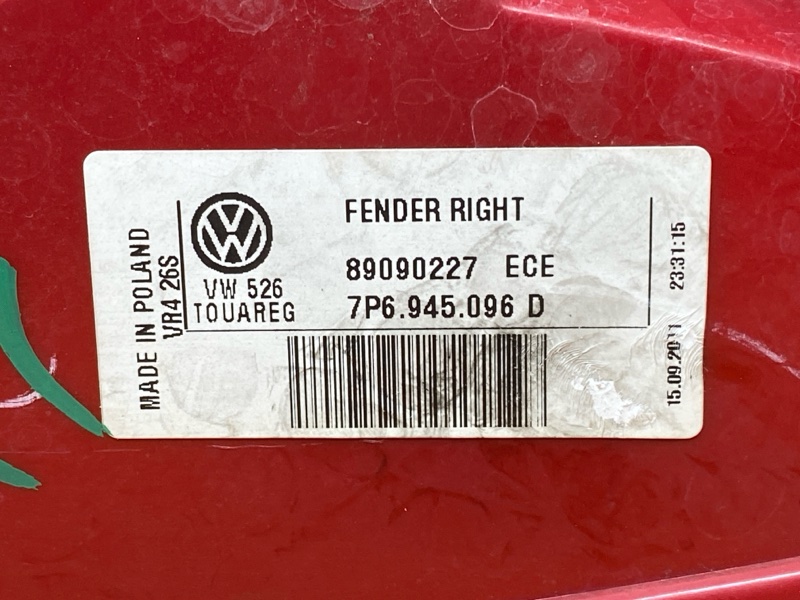 MADE IN POLAND
VR4 26S
VW 526
TOUAREG
FENDER RIGHT
89090227 ECE
7P6.945.096 D
15.09.2011 23:31:15